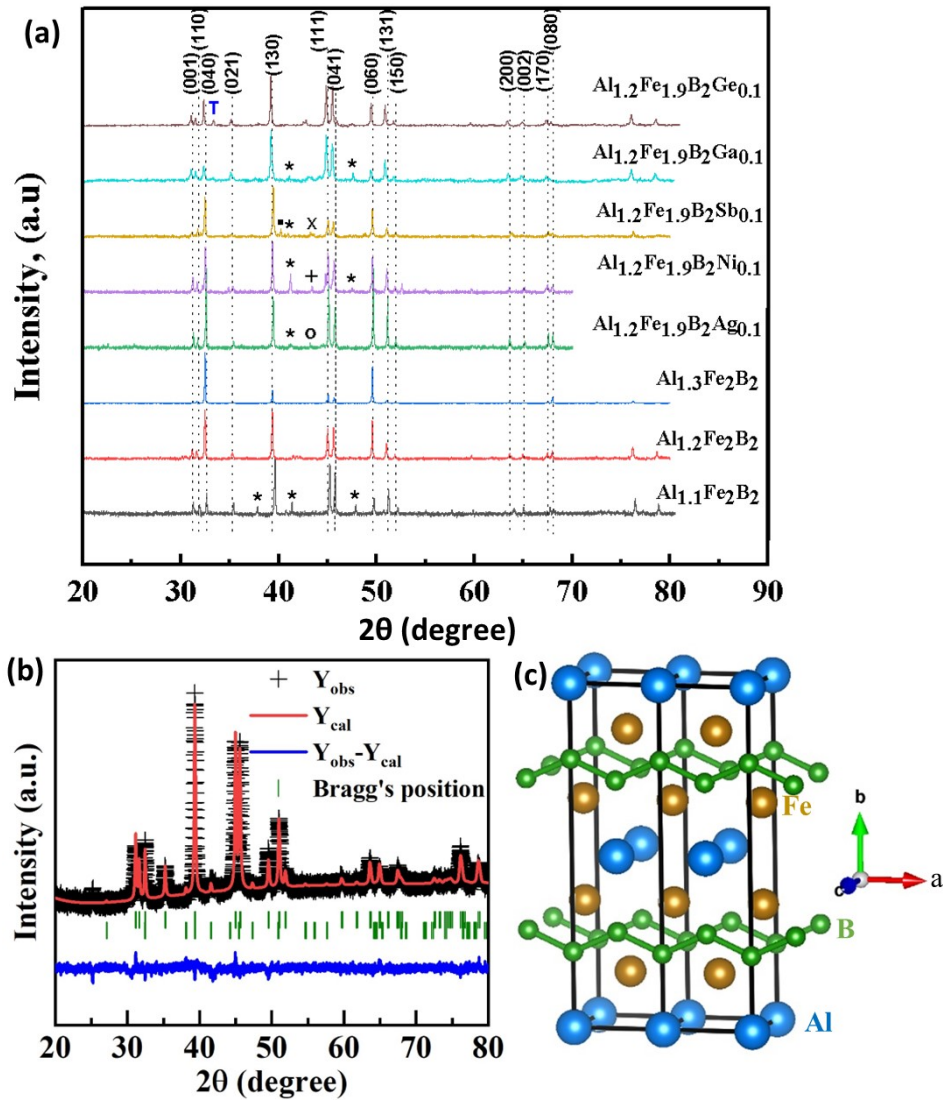 (a)
(001)
(110)
(040)
(021)
(130)
(111)
(041)
(060)
(131)
(150)
(200)
(002)
(170)
(080)
T
Al1.2Fe1.9B2Ge0.1
* *
Al1.2Fe1.9B2Ga0.1
▪ * x
Al1.2Fe1.9B2Sb0.1
* + *
Al1.2Fe1.9B2Ni0.1
* o
Al1.2Fe1.9B2Ag0.1
Al1.3Fe2B2
Al1.2Fe2B2
* * *
Al1.1Fe2B2
Intensity, (a.u)
20 30 40 50 60 70 80 90
2θ (degree)
(b)
+ Yobs
Ycal
Yobs-Ycal
Bragg's position
Intensity (a.u.)
20 30 40 50 60 70 80
2θ (degree)
(c)
Fe
B
Al
b
a
c